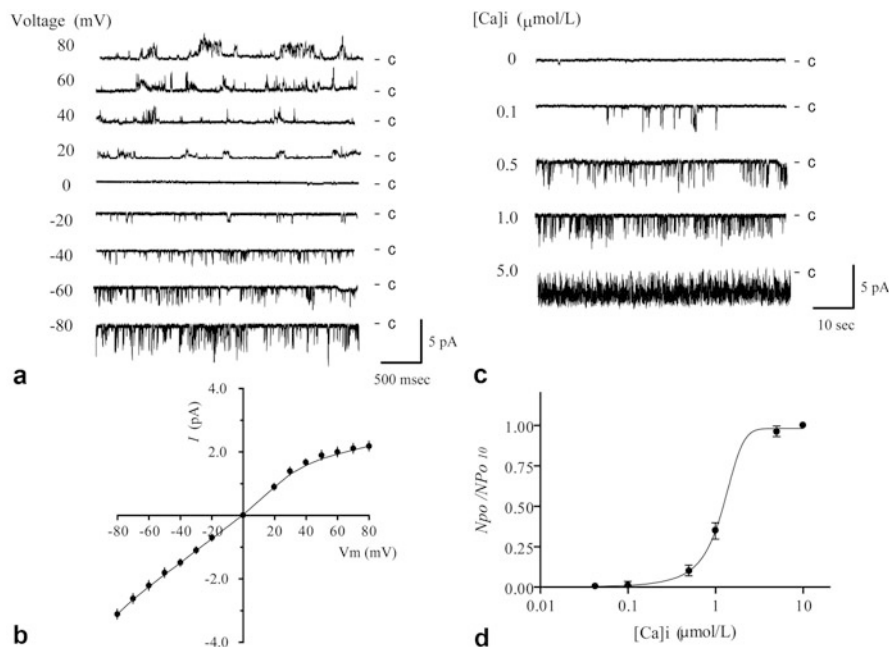 Voltage (mV)
80
- C
60
- C
40
- C
20
- C
0
- C
-20
- C
-40
- C
-60
- C
-80
- C
5 pA
500 msec
a
[Ca]i (μmol/L)
0
- C
0.1
- C
0.5
- C
1.0
- C
5.0
- C
5 pA
10 sec
c
4.0
I (pA)
2.0
-80 -60 -40 -20 0 20 40 60 80
Vm (mV)
-2.0
-4.0
b
Npo /NPo 10
1.00
0.75
0.50
0.25
0.00
0.01 0.1 1 10
[Ca]i (μmol/L)
d